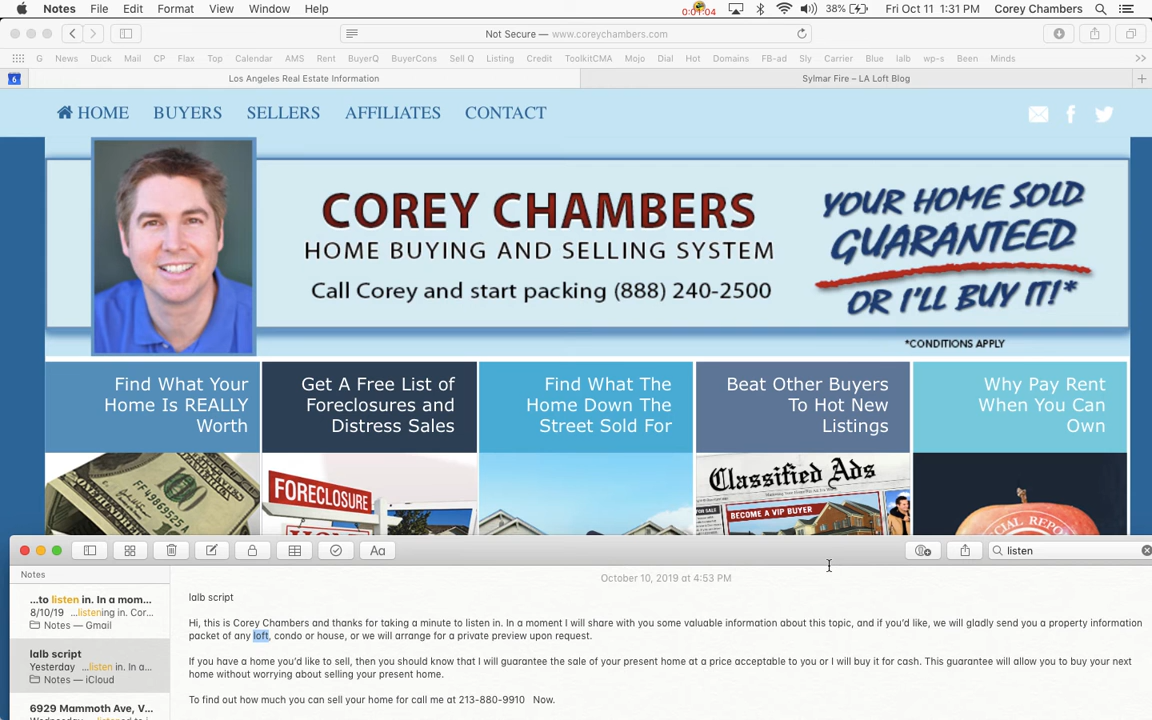 Notes File Edit Format View Window Help 0:01:04 38% Fri Oct 11 1:31 PM Corey Chambers
Not Secure — www.coreychambers.com
G News Duck Mail CP Flax Top Calendar AMS Rent BuyerQ BuyerCons Sell Q Listing Credit ToolkitCMA Mojo Dial Hot Domains FB-ad Sly Carrier Blue lalb wp-s Been Minds >>
6 Los Angeles Real Estate Information Sylmar Fire – LA Loft Blog
HOME BUYERS SELLERS AFFILIATES CONTACT
COREY CHAMBERS
HOME BUYING AND SELLING SYSTEM
Call Corey and start packing (888) 240-2500
YOUR HOME SOLD
GUARANTEED
OR I'LL BUY IT!*
*CONDITIONS APPLY
Find What Your
Home Is REALLY
Worth
Get A Free List of
Foreclosures and
Distress Sales
Find What The
Home Down The
Street Sold For
Beat Other Buyers
To Hot New
Listings
Why Pay Rent
When You Can
Own
FF49869525
FORECLOSURE
Classified Ads
BECOME A VIP BUYER
Aa
listen
Notes
...to listen in. In a mom...
8/10/19 ...listening in. Cor...
Notes — Gmail
lalb script
Yesterday ...listen in. In a...
Notes — iCloud
6929 Mammoth Ave, V...
October 10, 2019 at 4:53 PM
lalb script
Hi, this is Corey Chambers and thanks for taking a minute to listen in. In a moment I will share with you some valuable information about this topic, and if you'd like, we will gladly send you a property information
packet of any loft, condo or house, or we will arrange for a private preview upon request.
If you have a home you'd like to sell, then you should know that I will guarantee the sale of your present home at a price acceptable to you or I will buy it for cash. This guarantee will allow you to buy your next
home without worrying about selling your present home.
To find out how much you can sell your home for call me at 213-880-9910 Now.